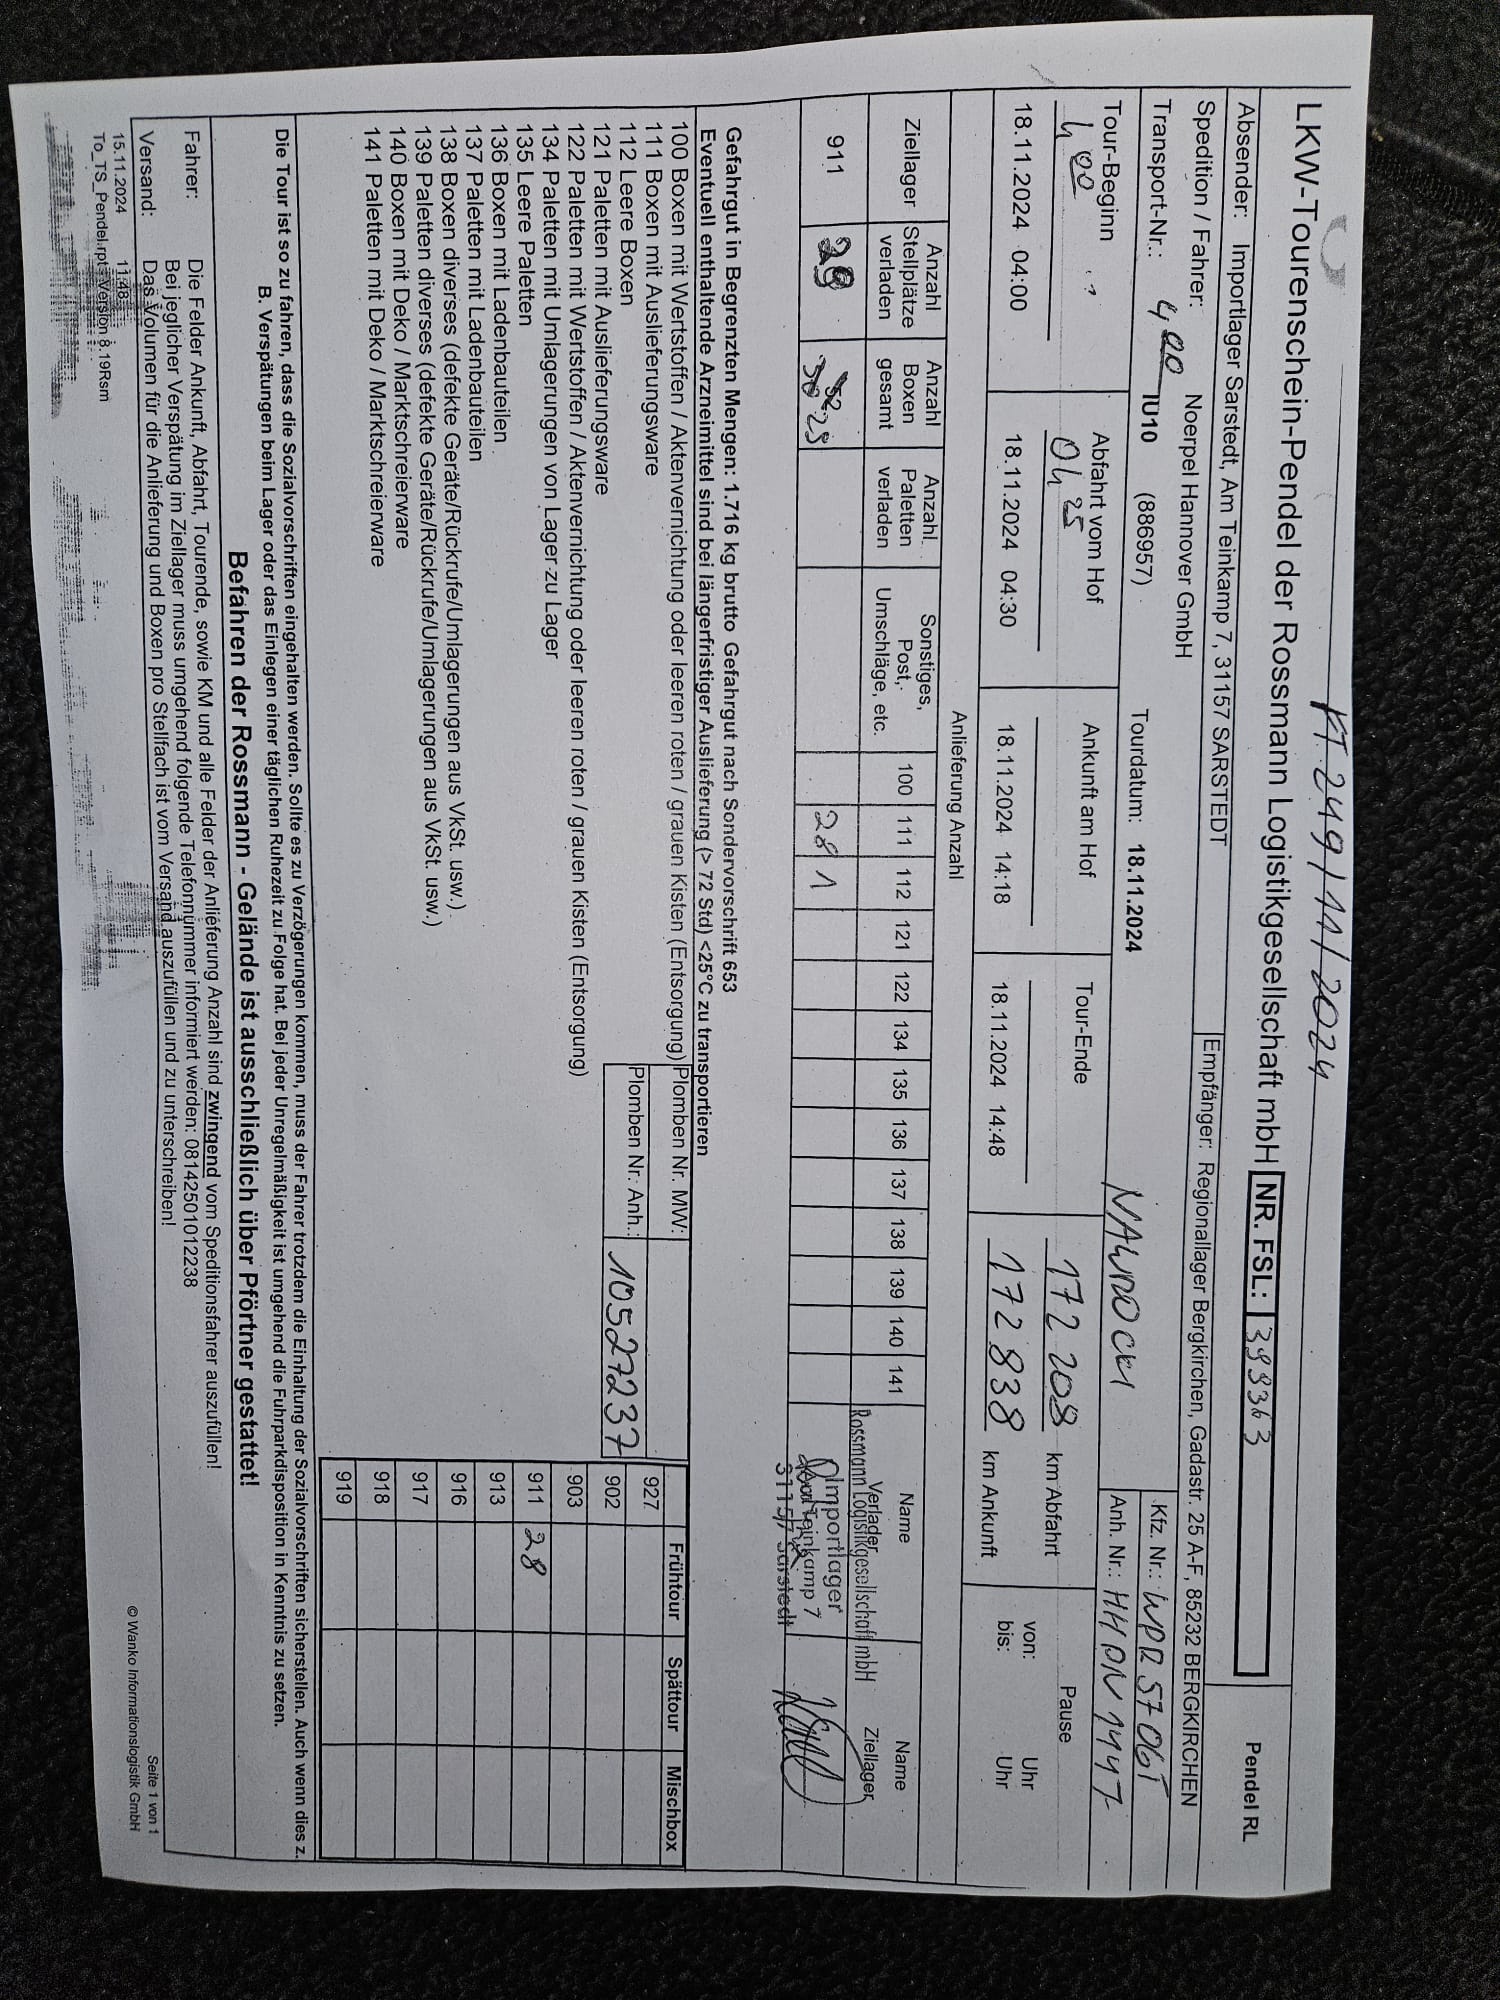 KT 249/11/2024
LKW-Tourenschein-Pendel der Rossmann Logistikgesellschaft mbH NR. FSL: 399363 Pendel RL
Absender: Importlager Sarstedt, Am Teinkamp 7, 31157 SARSTEDT Empfänger: Regionallager Bergkirchen, Gadastr. 25 A-F, 85232 BERGKIRCHEN
Spedition / Fahrer: Noerpel Hannover GmbH Kfz. Nr.: WPR 5706T
Transport-Nr.: 400 IU10 (886957) Tourdatum: 18.11.2024 NAWROCKI Anh. Nr.: HH ON 1447
Tour-Beginn Abfahrt vom Hof Ankunft am Hof Tour-Ende Pause
400 0425 172 208 km Abfahrt von: Uhr
18.11.2024 04:00 18.11.2024 04:30 18.11.2024 14:18 18.11.2024 14:48 172 838 km Ankunft bis: Uhr
Anlieferung Anzahl
Ziellager Anzahl Stellplätze verladen Anzahl Boxen gesamt Anzahl Paletten verladen Sonstiges, Post, Umschläge, etc. 100 111 112 121 122 134 135 136 137 138 139 140 141 Name Verlader Name Ziellager
911 29 28 1
Rossmann Logistikgesellschaft mbH
Importlager
Am Teinkamp 7
31157 Sarstedt
Gefahrgut in Begrenzten Mengen: 1.716 kg brutto Gefahrgut nach Sondervorschrift 653
Eventuell enthaltende Arzneimittel sind bei längerfristiger Auslieferung (> 72 Std) <25°C zu transportieren
100 Boxen mit Wertstoffen / Aktenvernichtung oder leeren roten / grauen Kisten (Entsorgung)
111 Boxen mit Auslieferungsware
112 Leere Boxen
121 Paletten mit Auslieferungsware
122 Paletten mit Wertstoffen / Aktenvernichtung oder leeren roten / grauen Kisten (Entsorgung)
134 Paletten mit Umlagerungen von Lager zu Lager
135 Leere Paletten
136 Boxen mit Ladenbauteilen
137 Paletten mit Ladenbauteilen
138 Boxen diverses (defekte Geräte/Rückrufe/Umlagerungen aus VkSt. usw.)
139 Paletten diverses (defekte Geräte/Rückrufe/Umlagerungen aus VkSt. usw.)
140 Boxen mit Deko / Marktschreierware
141 Paletten mit Deko / Marktschreierware
Plomben Nr. MW:
Plomben Nr. Anh.: 10527237
Frühtour Spättour Mischbox
927
902
903
911 28
913
916
917
918
919
Die Tour ist so zu fahren, dass die Sozialvorschriften eingehalten werden. Sollte es zu Verzögerungen kommen, muss der Fahrer trotzdem die Einhaltung der Sozialvorschriften sicherstellen. Auch wenn dies z.
B. Verspätungen beim Lager oder das Einlegen einer täglichen Ruhezeit zu Folge hat. Bei jeder Unregelmäßigkeit ist umgehend die Fuhrparkdisposition in Kenntnis zu setzen.
Befahren der Rossmann - Gelände ist ausschließlich über Pförtner gestattet!
Fahrer: Die Felder Ankunft, Abfahrt, Tourende, sowie KM und alle Felder der Anlieferung Anzahl sind zwingend vom Speditionsfahrer auszufüllen!
Bei jeglicher Verspätung im Ziellager muss umgehend folgende Telefonnummer informiert werden: 081425010112238
Versand: Das Volumen für die Anlieferung und Boxen pro Stellfach ist vom Versand auszufüllen und zu unterschreiben!
15.11.2024 11:48 Seite 1 von 1
To_TS_Pendel.rpt - Version 8.19Rsm © Wanko Informationslogistik GmbH